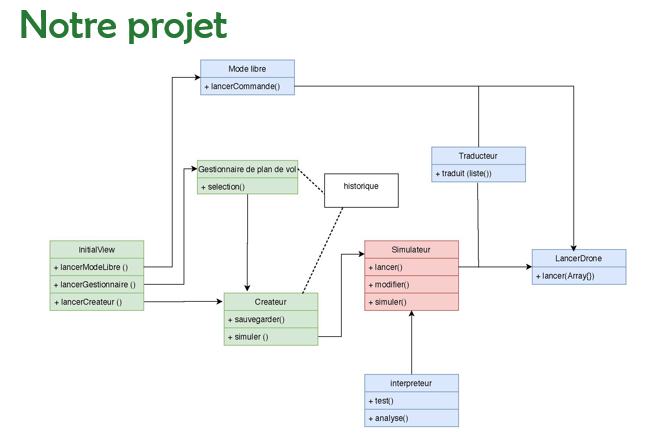 Notre projet
Mode libre
+ lancerCommande()
Traducteur
+ traduit (liste())
Gestionnaire de plan de vol
+ selection()
historique
InitialView
+ lancerModeLibre ()
+ lancerGestionnaire ()
+ lancerCreateur ()
Simulateur
+ lancer()
+ modifier()
+ simuler()
LancerDrone
+ lancer(Array{})
Createur
+ sauvegarder()
+ simuler ()
interpreteur
+ test()
+ analyse()